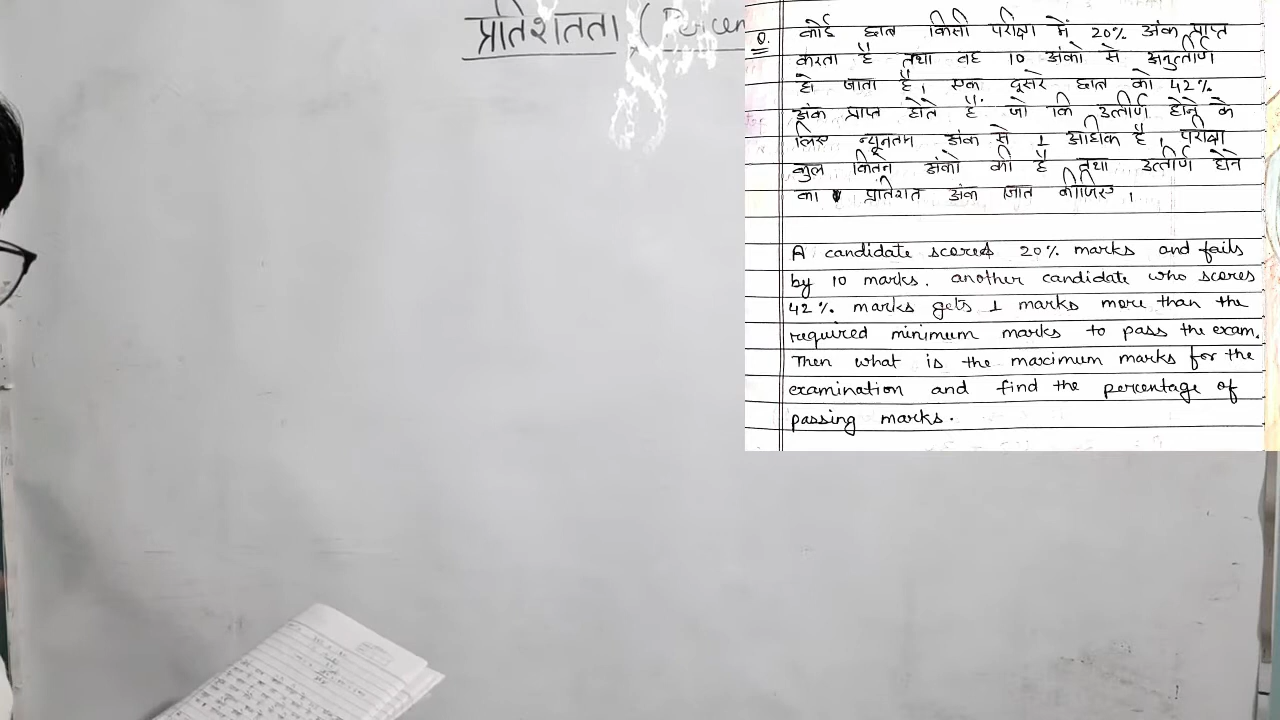 प्रतिशतता (Percen
Q. कोई छात्र किसी परीक्षा में 20% अंक प्राप्त
करता है तथा वह 10 अंको से अनुत्तीर्ण
हो जाता है, एक दूसरे छात्र को 42%
अंक प्राप्त होते हैं जो कि उत्तीर्ण होने के
लिए न्यूनतम अंक से 1 अधिक है, परीक्षा
कुल कितने अंको की है तथा उत्तीर्ण होने
का प्रतिशत अंक ज्ञात कीजिए,
A candidate scores 20% marks and fails
by 10 marks. another candidate who scores
42% marks gets 1 marks more than the
required minimum marks to pass the exam.
Then what is the maximum marks for the
examination and find the percentage of
passing marks.